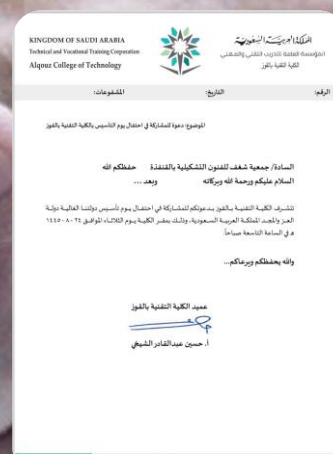 KINGDOM OF SAUDI ARABIA
Technical and Vocational Training Corporation
Alqouz College of Technology
المملكة العربية السعودية
المؤسسة العامة للتدريب التقني والمهني
الكلية التقنية بالقوز
الرقم:
التاريخ:
المشفوعات:
الموضوع: دعوة للمشاركة في احتفال يوم التأسيس بالكلية التقنية بالقوز
السادة/ جمعية شغف للفنون التشكيلية بالقنفذة حفظكم الله
السلام عليكم ورحمة الله وبركاته وبعد ...
تتشرف الكلية التقنية بالقوز بدعوتكم للمشاركة في احتفال يوم تأسيس دولتنا الغالية دولة
العز والمجد المملكة العربية السعودية، وذلك بمقر الكلية يوم الثلاثاء الموافق ٢٤-٠٨-١٤٤٥
هـ في الساعة التاسعة صباحاً.
والله يحفظكم ويرعاكم...
عميد الكلية التقنية بالقوز
أ. حسين عبدالقادر الشيخي